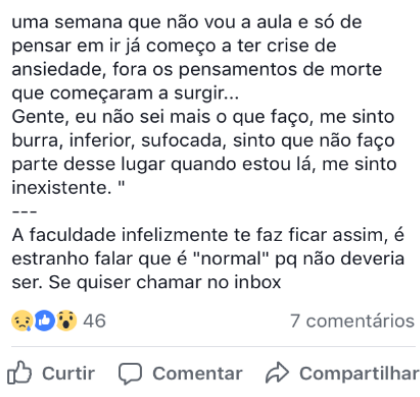 uma semana que não vou a aula e só de
pensar em ir já começo a ter crise de
ansiedade, fora os pensamentos de morte
que começaram a surgir...
Gente, eu não sei mais o que faço, me sinto
burra, inferior, sufocada, sinto que não faço
parte desse lugar quando estou lá, me sinto
inexistente. "
---
A faculdade infelizmente te faz ficar assim, é
estranho falar que é "normal" pq não deveria
ser. Se quiser chamar no inbox
46 7 comentários
Curtir Comentar Compartilhar